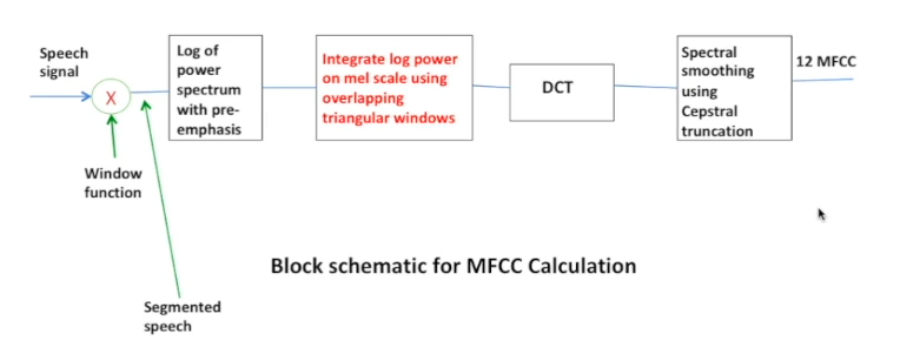 Speech
signal
X
Window
function
Segmented
speech
Log of
power
spectrum
with pre-
emphasis
Integrate log power
on mel scale using
overlapping
triangular windows
DCT
Spectral
smoothing
using
Cepstral
truncation
12 MFCC
Block schematic for MFCC Calculation